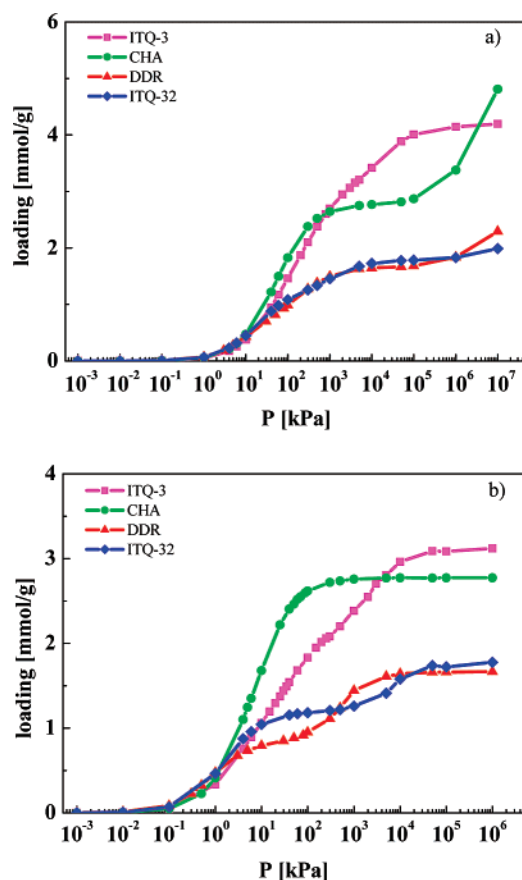 a)
ITQ-3
CHA
DDR
ITQ-32
loading [mmol/g]
6
4
2
0
10⁻³ 10⁻² 10⁻¹ 10⁰ 10¹ 10² 10³ 10⁴ 10⁵ 10⁶ 10⁷
P [kPa]
b)
ITQ-3
CHA
DDR
ITQ-32
loading [mmol/g]
4
3
2
1
0
10⁻³ 10⁻² 10⁻¹ 10⁰ 10¹ 10² 10³ 10⁴ 10⁵ 10⁶
P [kPa]